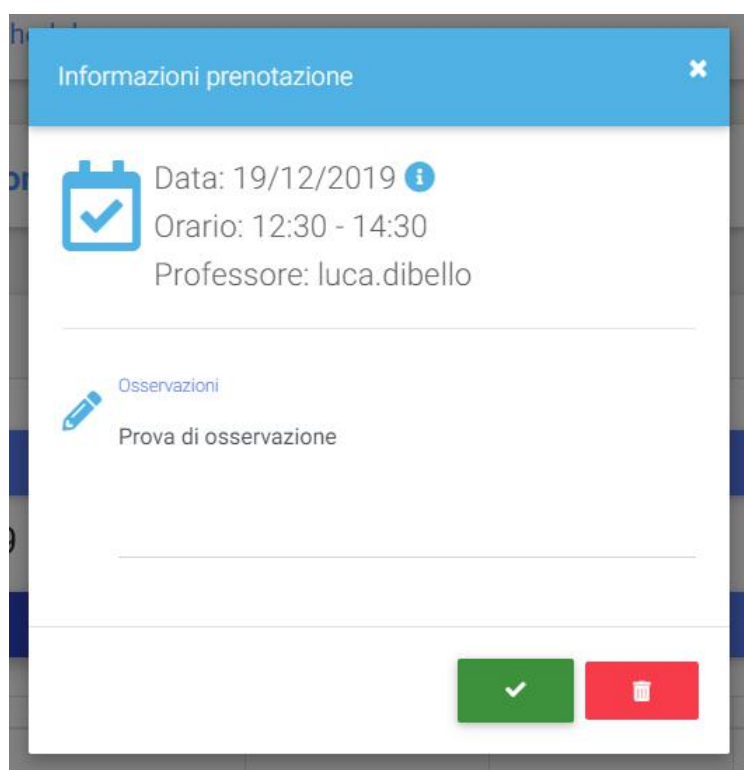 Informazioni prenotazione
Data: 19/12/2019
Orario: 12:30 - 14:30
Professore: luca.dibello
Osservazioni
Prova di osservazione